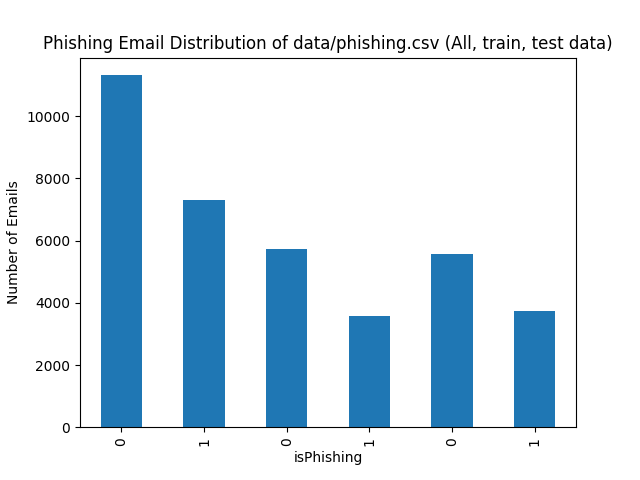 Phishing Email Distribution of data/phishing.csv (All, train, test data)
Number of Emails
10000
8000
6000
4000
2000
0
0 1 0 1 0 1
isPhishing